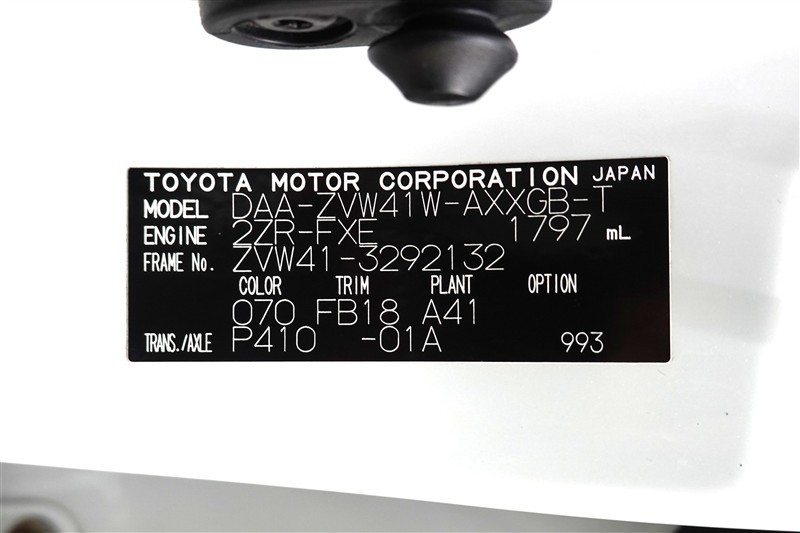 TOYOTA MOTOR CORPORATION JAPAN
MODEL DAA-ZVW41W-AXXGB-T
ENGINE 2ZR-FXE 1797 mL
FRAME No. ZVW41-3292132
COLOR TRIM PLANT OPTION
070 FB18 A41
TRANS./AXLE P410 -01A 993